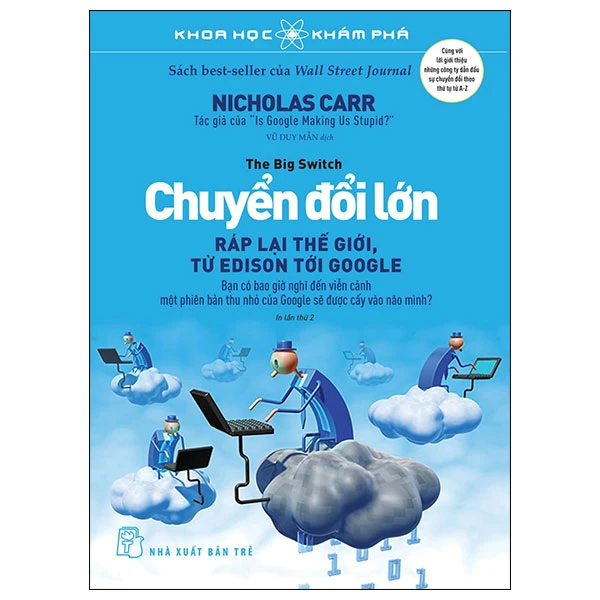 KHOA HỌC KHÁM PHÁ
Sách best-seller của Wall Street Journal
Cùng với
lời giới thiệu
những công ty dẫn đầu
sự chuyển đổi theo
thứ tự từ A-Z
NICHOLAS CARR
Tác giả của “Is Google Making Us Stupid?”
VŨ DUY MẪN dịch
The Big Switch
Chuyển đổi lớn
RÁP LẠI THẾ GIỚI,
TỪ EDISON TỚI GOOGLE
Bạn có bao giờ nghĩ đến viễn cảnh
một phiên bản thu nhỏ của Google sẽ được cấy vào não mình?
In lần thứ 2
NHÀ XUẤT BẢN TRẺ